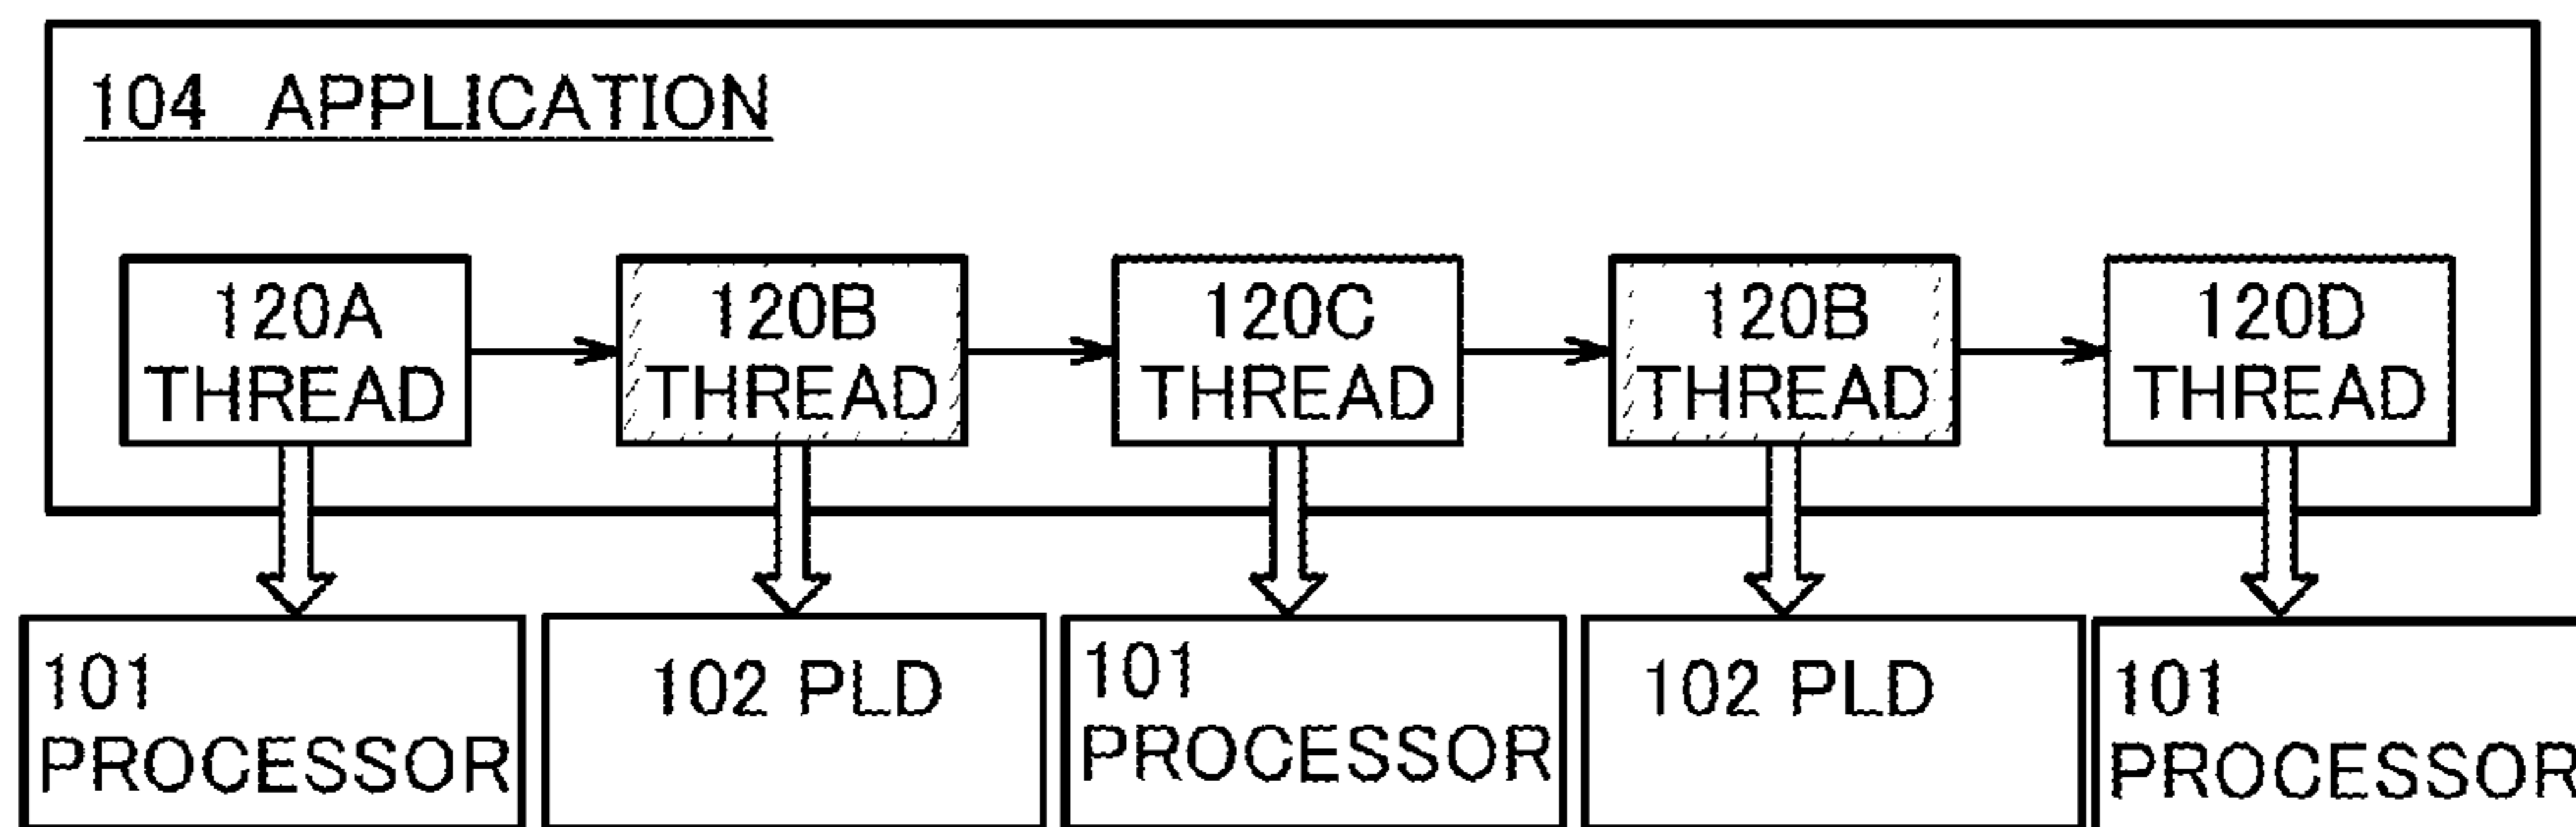 104 APPLICATION
120A
THREAD
120B
THREAD
120C
THREAD
120B
THREAD
120D
THREAD
101
PROCESSOR
102 PLD
101
PROCESSOR
102 PLD
101
PROCESSOR